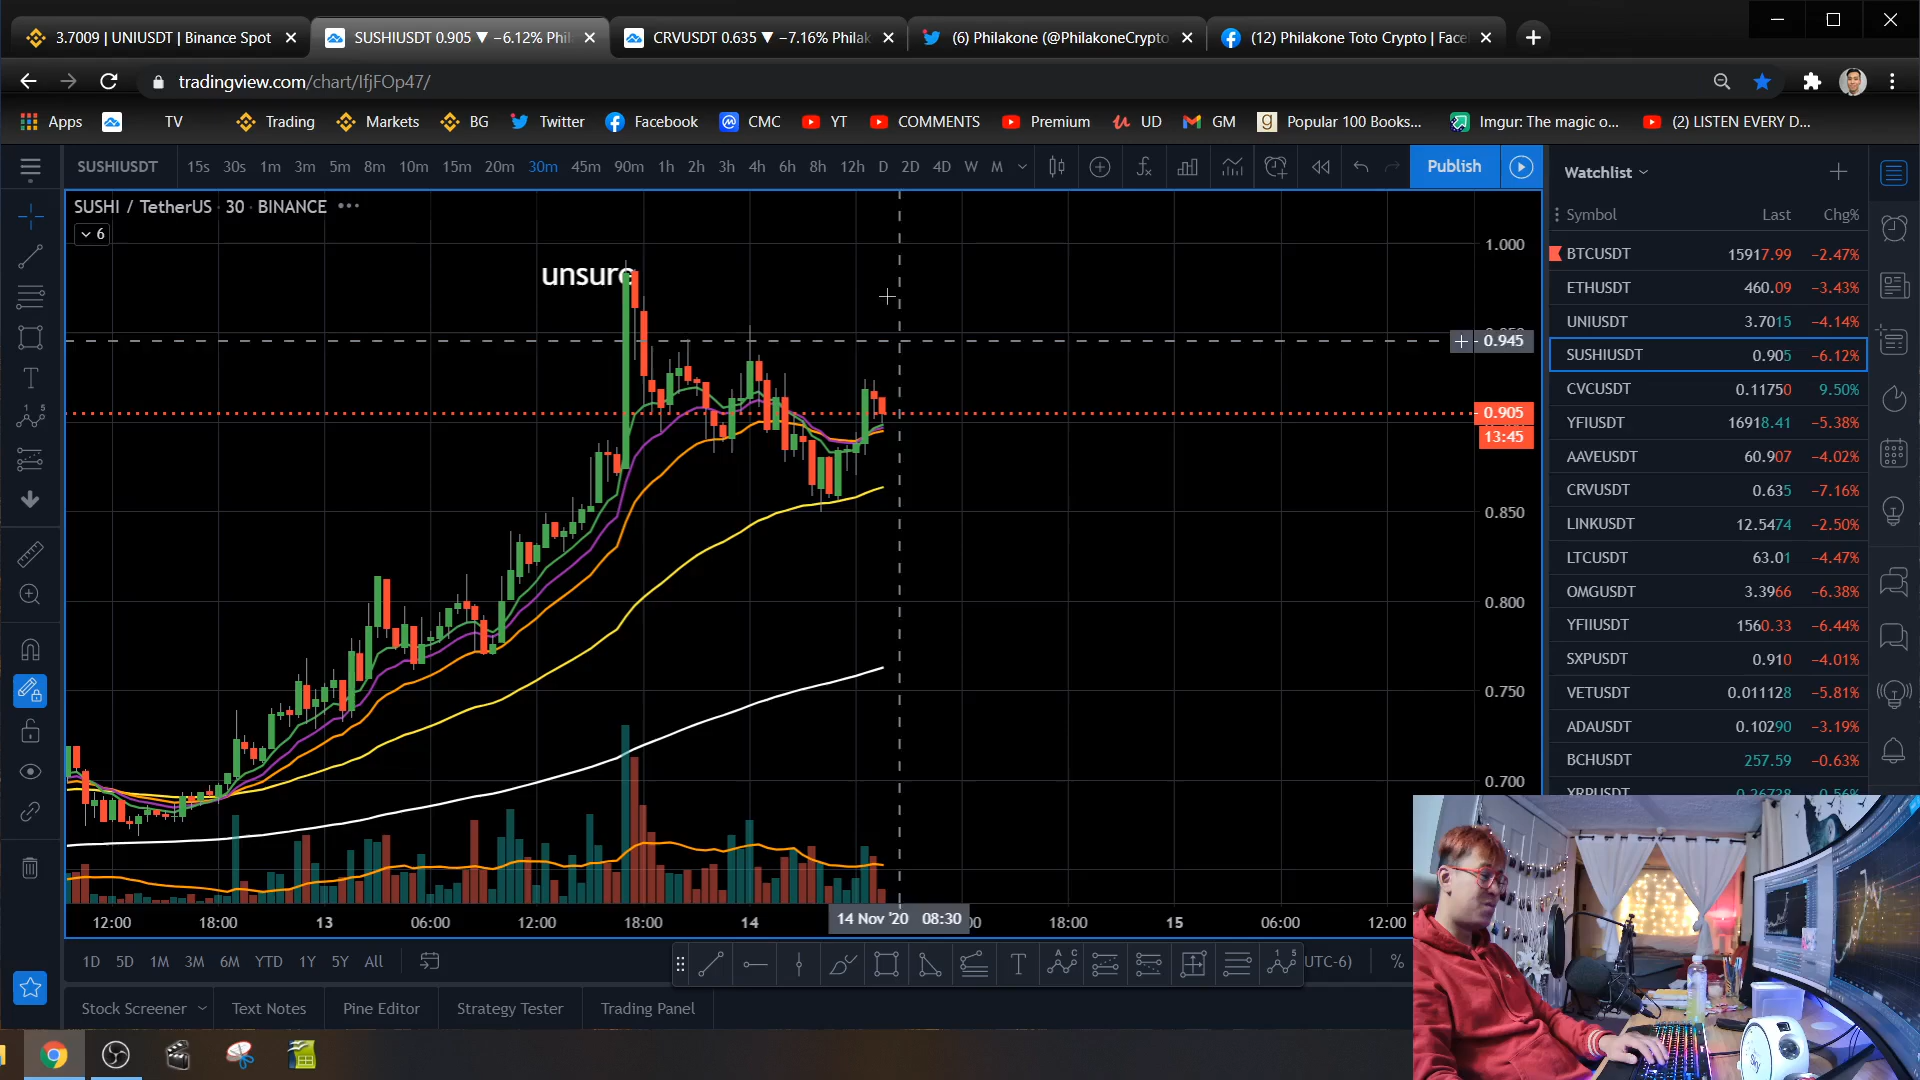 3.7009 | UNIUSDT | Binance Spot
SUSHIUSDT 0.905 ▼ −6.12% Phil
CRVUSDT 0.635 ▼ −7.16% Philak
(6) Philakone (@PhilakoneCrypto
(12) Philakone Toto Crypto | Face
tradingview.com/chart/IfjFOp47/
Apps TV Trading Markets BG Twitter Facebook CMC YT COMMENTS Premium UD GM Popular 100 Books... Imgur: The magic o... (2) LISTEN EVERY D...
SUSHIUSDT 15s 30s 1m 3m 5m 8m 10m 15m 20m 30m 45m 90m 1h 2h 3h 4h 6h 8h 12h D 2D 4D W M Publish
SUSHI / TetherUS · 30 · BINANCE
6
unsure
1.000
0.945
0.905
13:45
0.850
0.800
0.750
0.700
12:00 18:00 13 06:00 12:00 18:00 14 14 Nov '20 08:30 18:00 15 06:00 12:00
1D 5D 1M 3M 6M YTD 1Y 5Y All
UTC-6) %
Stock Screener Text Notes Pine Editor Strategy Tester Trading Panel
Watchlist
Symbol Last Chg%
BTCUSDT 15917.99 −2.47%
ETHUSDT 460.09 −3.43%
UNIUSDT 3.7015 −4.14%
SUSHIUSDT 0.905 −6.12%
CVCUSDT 0.11750 9.50%
YFIUSDT 16918.41 −5.38%
AAVEUSDT 60.907 −4.02%
CRVUSDT 0.635 −7.16%
LINKUSDT 12.5474 −2.50%
LTCUSDT 63.01 −4.47%
OMGUSDT 3.3966 −6.38%
YFIIUSDT 1560.33 −6.44%
SXPUSDT 0.910 −4.01%
VETUSDT 0.011128 −5.81%
ADAUSDT 0.10290 −3.19%
BCHUSDT 257.59 −0.63%